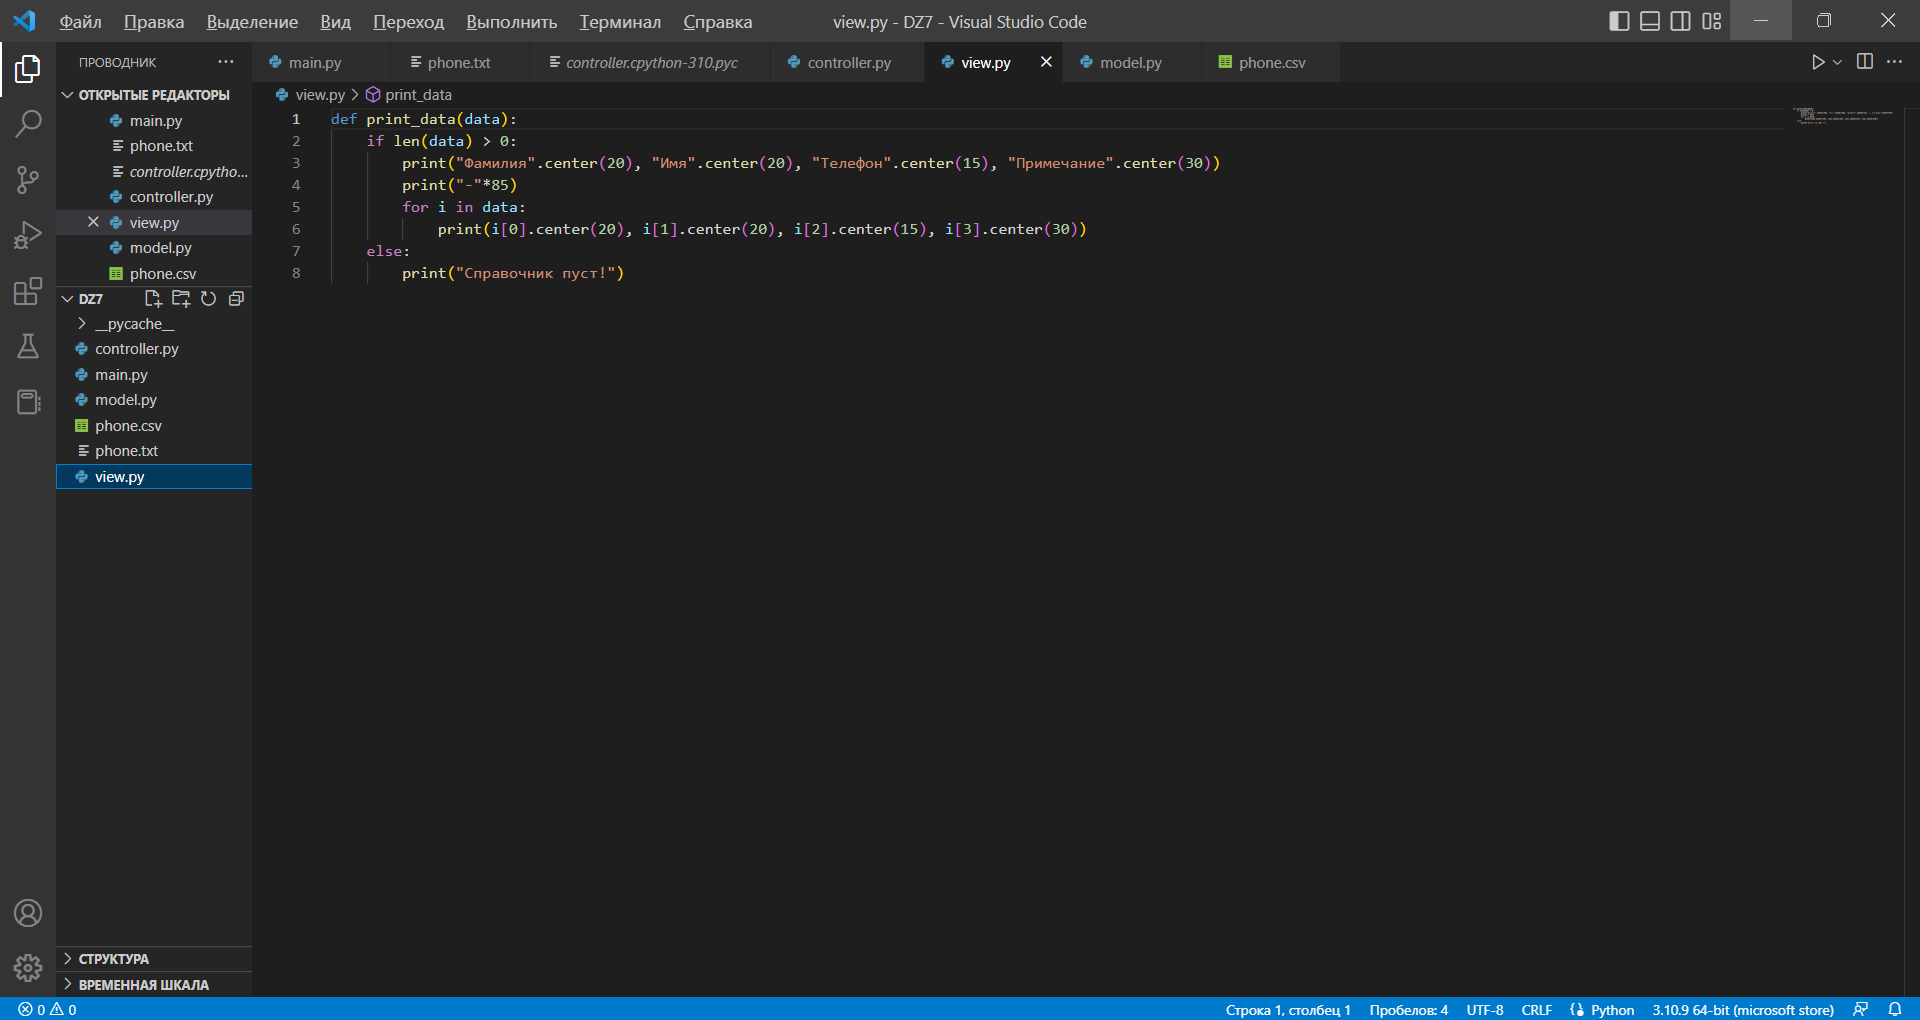 Файл Правка Выделение Вид Переход Выполнить Терминал Справка view.py - DZ7 - Visual Studio Code
ПРОВОДНИК
main.py phone.txt controller.cpython-310.pyc controller.py view.py model.py phone.csv
ОТКРЫТЫЕ РЕДАКТОРЫ
main.py
phone.txt
controller.cpytho...
controller.py
view.py
model.py
phone.csv
DZ7
__pycache__
controller.py
main.py
model.py
phone.csv
phone.txt
view.py
СТРУКТУРА
ВРЕМЕННАЯ ШКАЛА
view.py > print_data
1 def print_data(data):
2 if len(data) > 0:
3 print("Фамилия".center(20), "Имя".center(20), "Телефон".center(15), "Примечание".center(30))
4 print("-"*85)
5 for i in data:
6 print(i[0].center(20), i[1].center(20), i[2].center(15), i[3].center(30))
7 else:
8 print("Справочник пуст!")
0 0 Строка 1, столбец 1 Пробелов: 4 UTF-8 CRLF Python 3.10.9 64-bit (microsoft store)